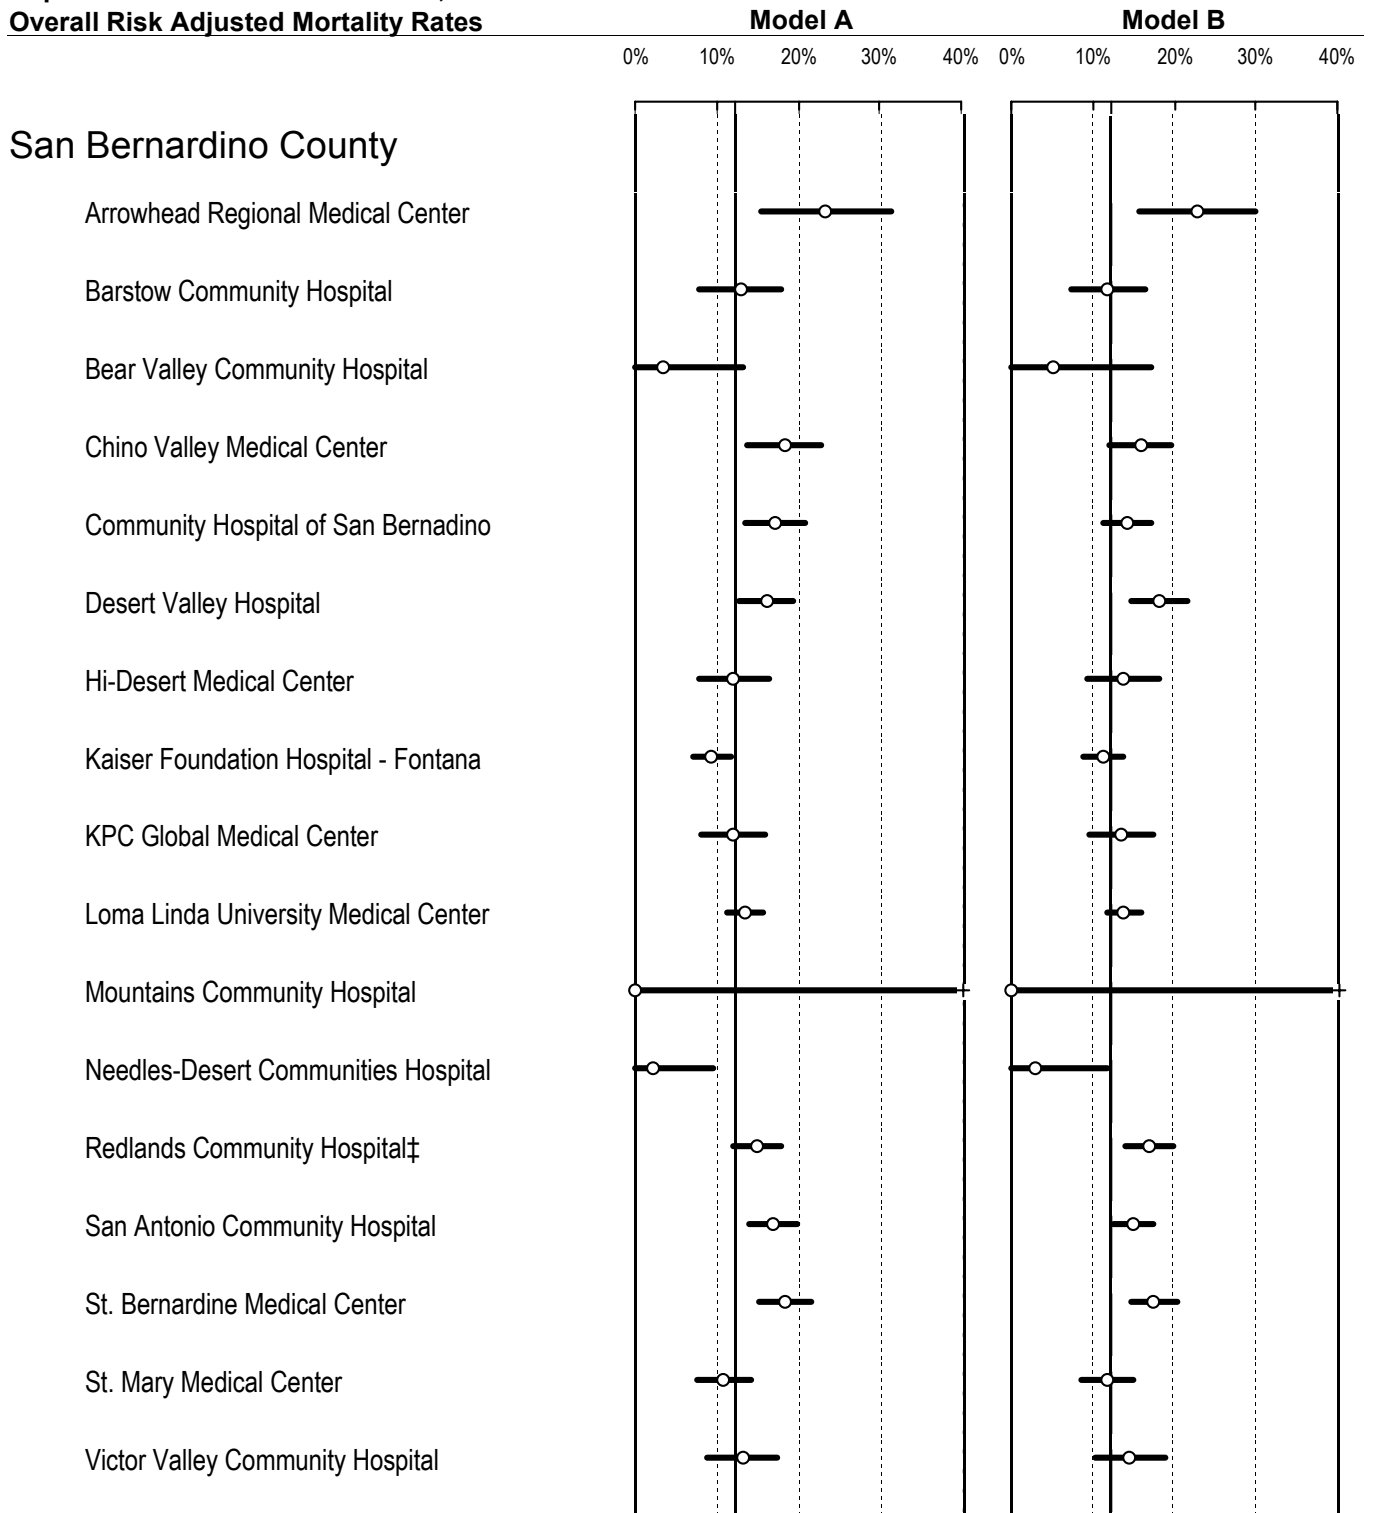 Overall Risk Adjusted Mortality Rates Model A Model B
0% 10% 20% 30% 40% 0% 10% 20% 30% 40%
San Bernardino County
Arrowhead Regional Medical Center
Barstow Community Hospital
Bear Valley Community Hospital
Chino Valley Medical Center
Community Hospital of San Bernadino
Desert Valley Hospital
Hi-Desert Medical Center
Kaiser Foundation Hospital - Fontana
KPC Global Medical Center
Loma Linda University Medical Center
Mountains Community Hospital
Needles-Desert Communities Hospital
Redlands Community Hospital‡
San Antonio Community Hospital
St. Bernardine Medical Center
St. Mary Medical Center
Victor Valley Community Hospital